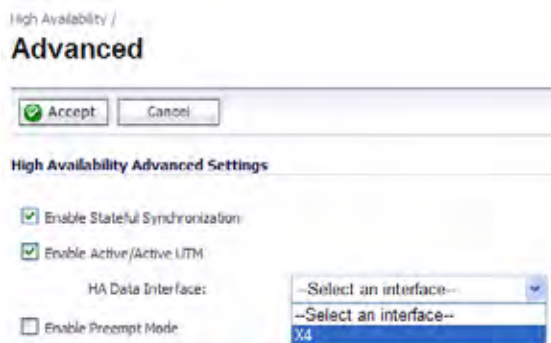 High Availability /
Advanced
Accept Cancel
High Availability Advanced Settings
Enable Stateful Synchronization
Enable Active/Active UTM
HA Data Interface: --Select an interface--
--Select an interface--
Enable Preempt Mode X4